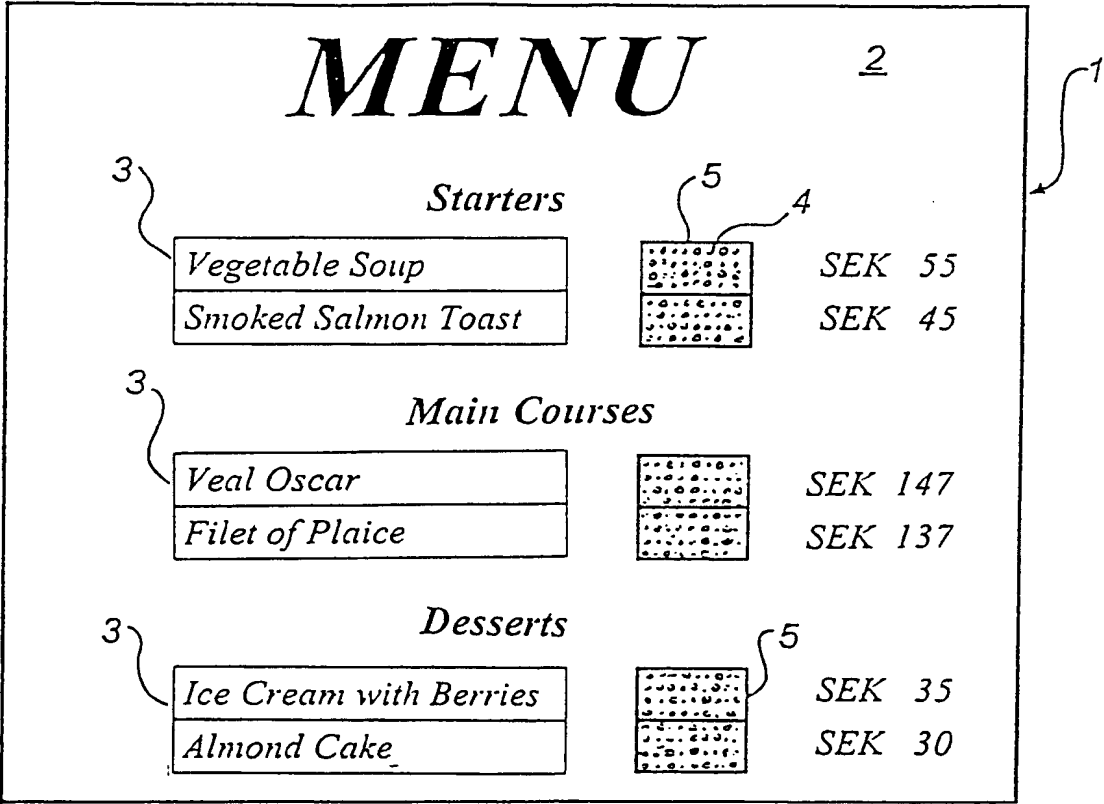 MENU 2
1
3 5
Starters 4
Vegetable Soup SEK 55
Smoked Salmon Toast SEK 45
3
Main Courses
Veal Oscar SEK 147
Filet of Plaice SEK 137
Desserts
3 5
Ice Cream with Berries SEK 35
Almond Cake SEK 30